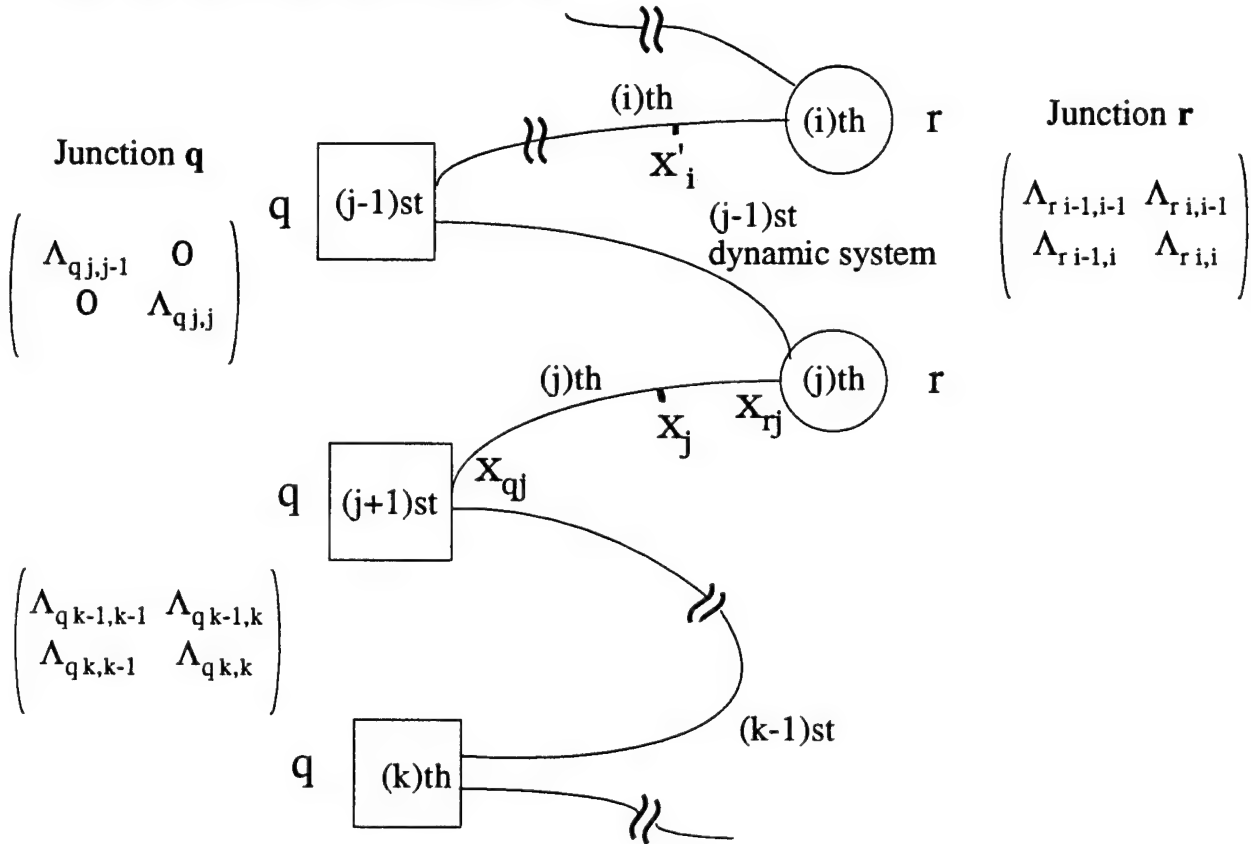 (i)th
(i)th
r
Junction r
X'i
Junction q
q
(j-1)st
(j-1)st
dynamic system
Λr i-1,i-1 Λr i,i-1
Λr i-1,i Λr i,i
Λq j,j-1 0
0 Λq j,j
(j)th
(j)th
r
Xj
Xrj
Xqj
q
(j+1)st
Λq k-1,k-1 Λq k-1,k
Λq k,k-1 Λq k,k
(k-1)st
q
(k)th